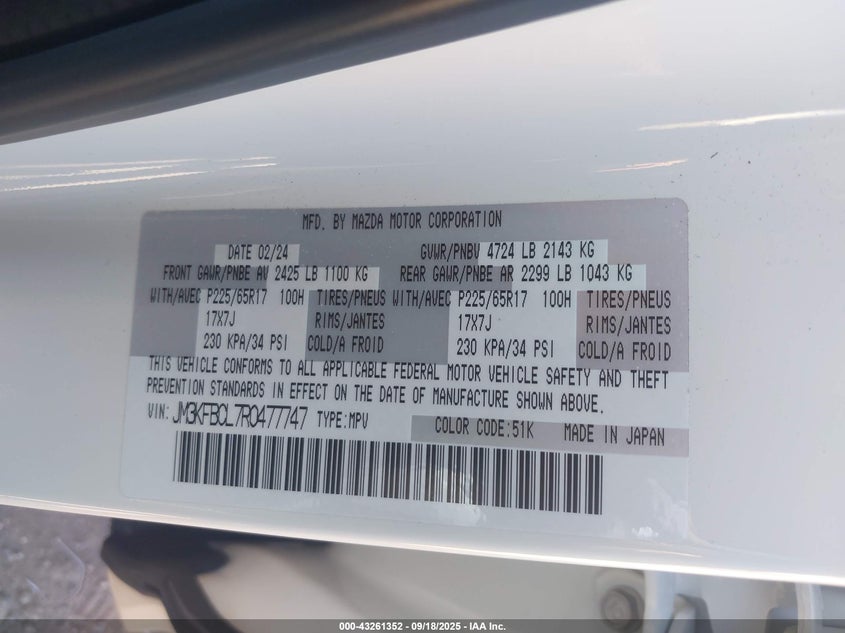 MFD. BY MAZDA MOTOR CORPORATION
DATE 02/24 GVWR/PNBV 4724 LB 2143 KG
FRONT GAWR/PNBE AV 2425 LB 1100 KG REAR GAWR/PNBE AR 2299 LB 1043 KG
WITH/AVEC P225/65R17 100H TIRES/PNEUS WITH/AVEC P225/65R17 100H TIRES/PNEUS
17X7J RIMS/JANTES 17X7J RIMS/JANTES
230 KPA/34 PSI COLD/A FROID 230 KPA/34 PSI COLD/A FROID
THIS VEHICLE CONFORMS TO ALL APPLICABLE FEDERAL MOTOR VEHICLE SAFETY AND THEFT
PREVENTION STANDARDS IN EFFECT ON THE DATE OF MANUFACTURE SHOWN ABOVE.
VIN: JM3KFBCL7R0477747 TYPE:MPV COLOR CODE:51K MADE IN JAPAN
000-43261352 - 09/18/2025 - IAA Inc.